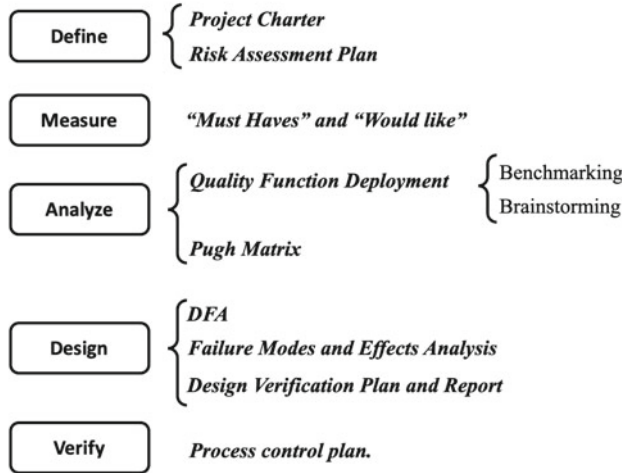 Define
Project Charter
Risk Assessment Plan
Measure
“Must Haves” and “Would like”
Analyze
Quality Function Deployment
Benchmarking
Brainstorming
Pugh Matrix
Design
DFA
Failure Modes and Effects Analysis
Design Verification Plan and Report
Verify
Process control plan.